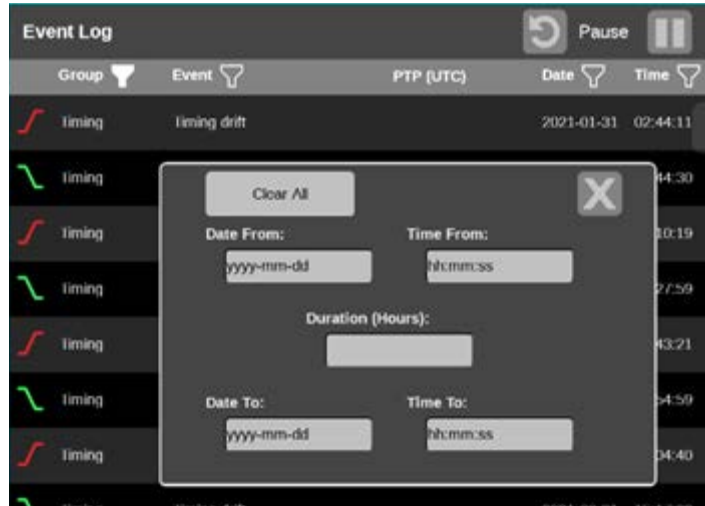 Event Log Pause
Group Event PTP (UTC) Date Time
Timing Timing drift 2021-01-31 02:44:11
Timing 44:30
Clear All X
Timing 10:19
Date From: Time From:
yyyy-mm-dd hh:mm:ss
Timing 27:59
Duration (Hours):
Timing 43:21
Timing 54:59
Date To: Time To:
yyyy-mm-dd hh:mm:ss
Timing 04:40